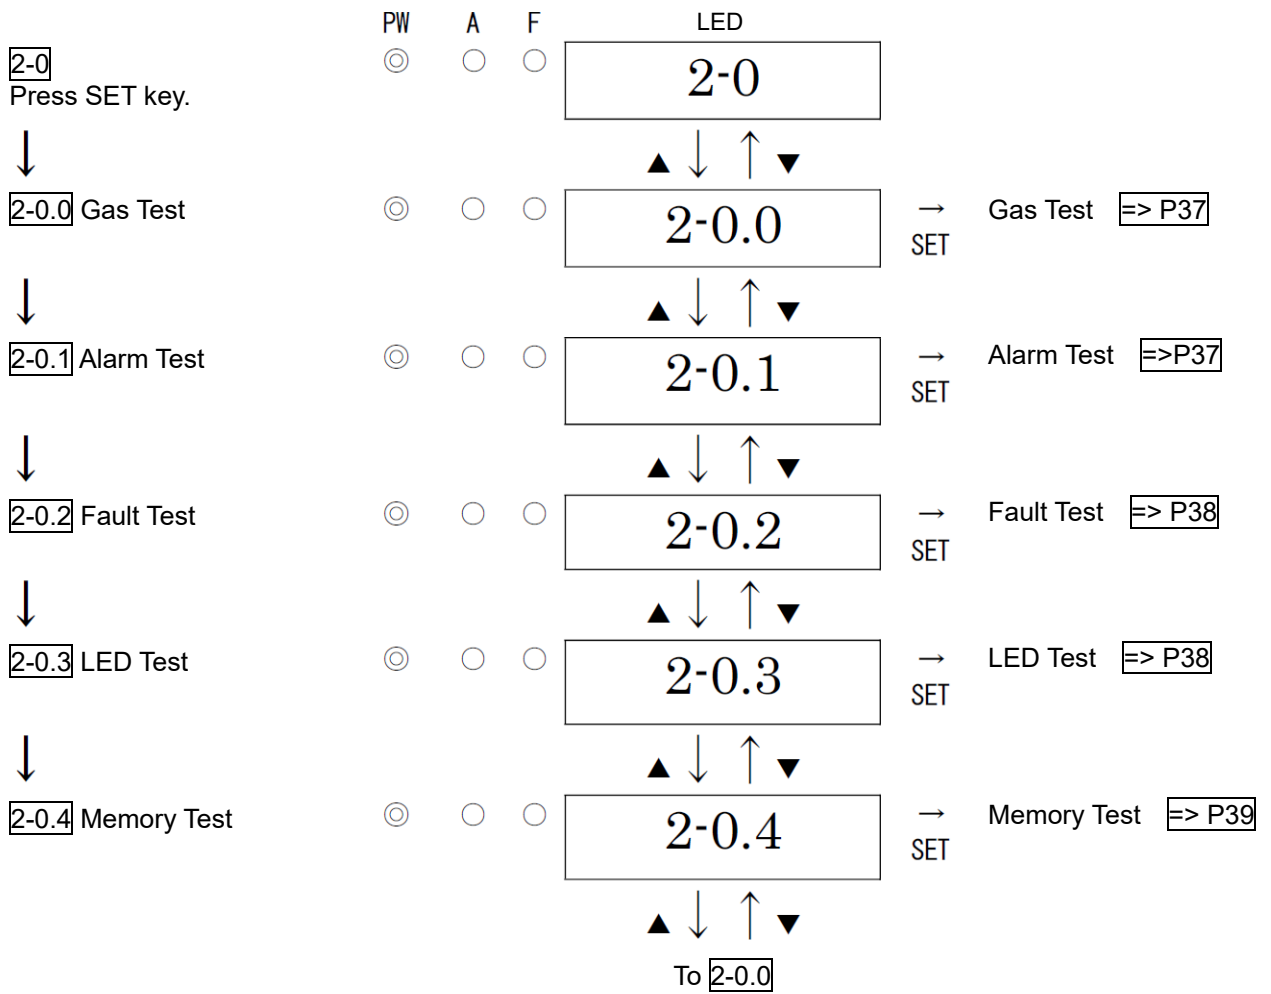 PW A F LED
2-0 ◎ ○ ○ 2-0
Press SET key.
↓ ▲ ↓ ↑ ▼
2-0.0 Gas Test ◎ ○ ○ 2-0.0 → Gas Test => P37
SET
↓ ▲ ↓ ↑ ▼
2-0.1 Alarm Test ◎ ○ ○ 2-0.1 → Alarm Test =>P37
SET
↓ ▲ ↓ ↑ ▼
2-0.2 Fault Test ◎ ○ ○ 2-0.2 → Fault Test => P38
SET
↓ ▲ ↓ ↑ ▼
2-0.3 LED Test ◎ ○ ○ 2-0.3 → LED Test => P38
SET
↓ ▲ ↓ ↑ ▼
2-0.4 Memory Test ◎ ○ ○ 2-0.4 → Memory Test => P39
SET
▲ ↓ ↑ ▼
To 2-0.0